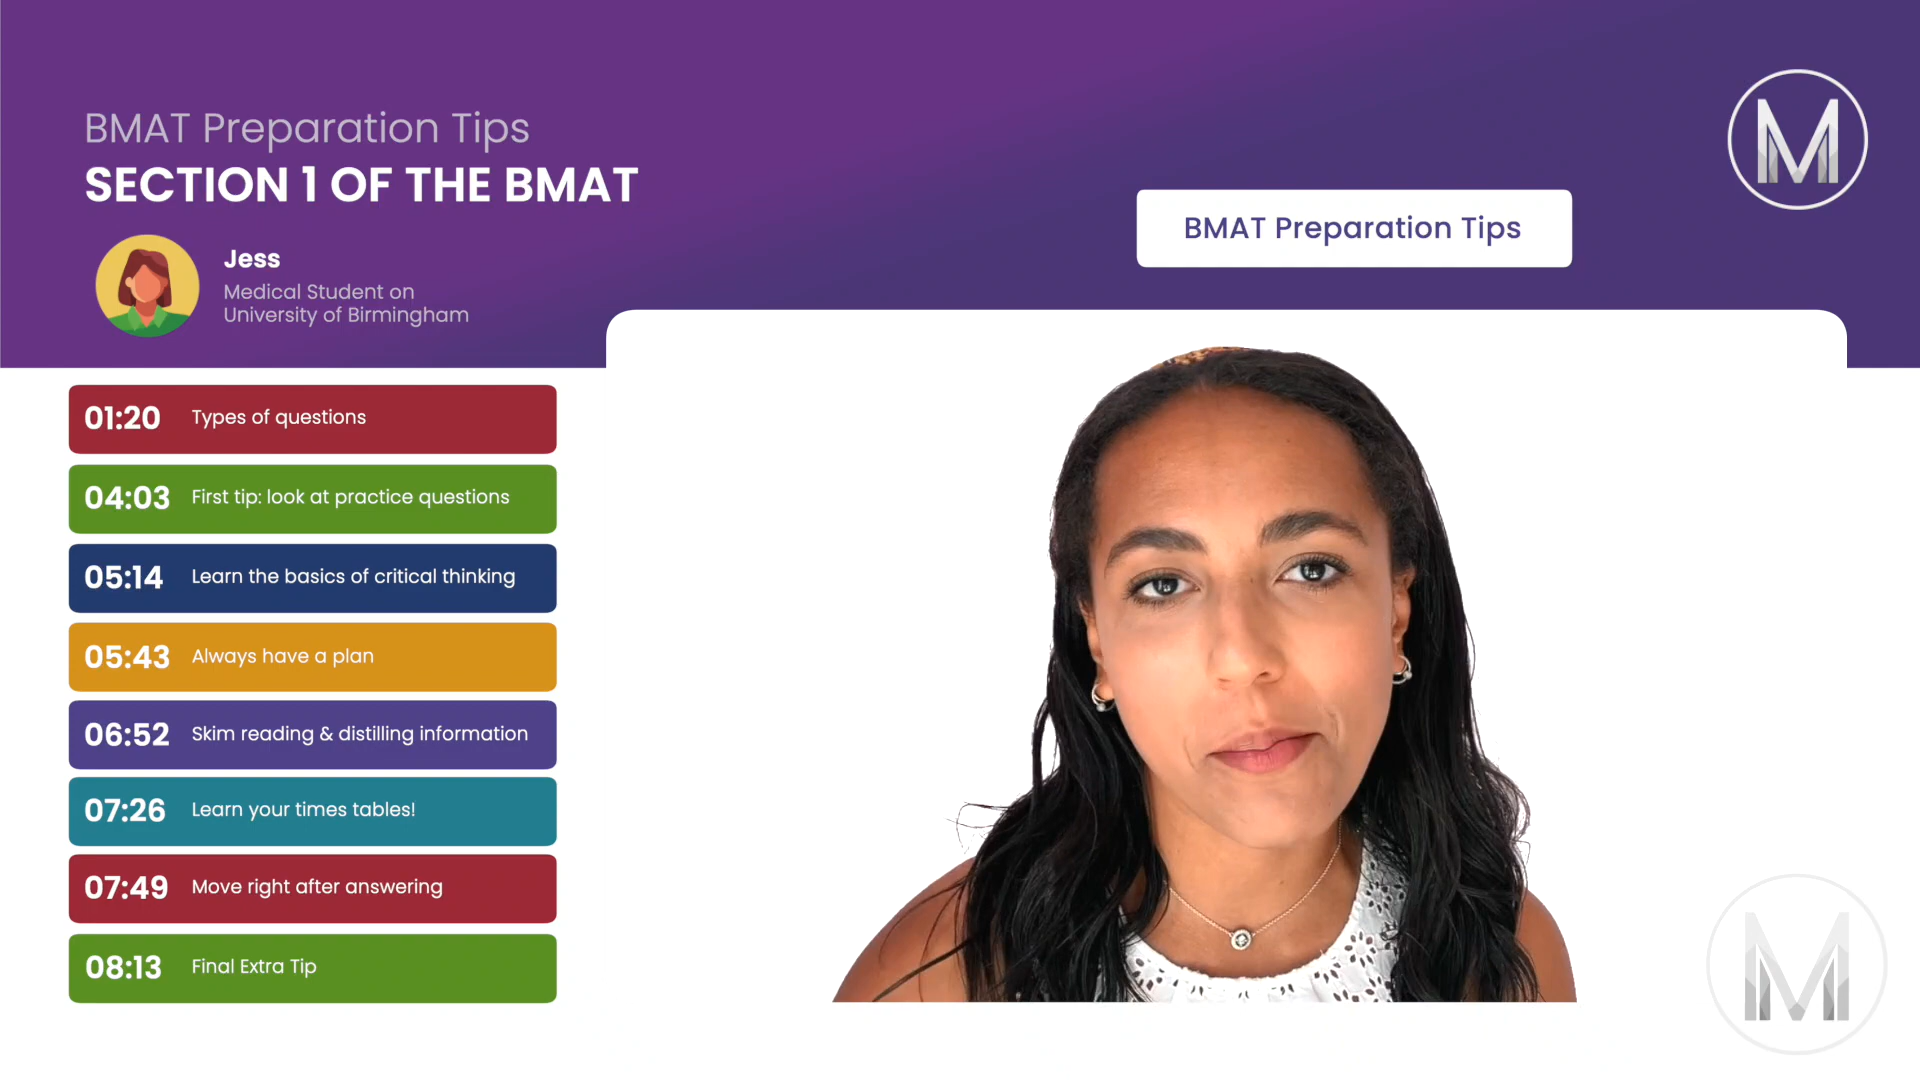 BMAT Preparation Tips
SECTION 1 OF THE BMAT
Jess
Medical Student on
University of Birmingham
BMAT Preparation Tips
M
01:20 Types of questions
04:03 First tip: look at practice questions
05:14 Learn the basics of critical thinking
05:43 Always have a plan
06:52 Skim reading & distilling information
07:26 Learn your times tables!
07:49 Move right after answering
08:13 Final Extra Tip
M